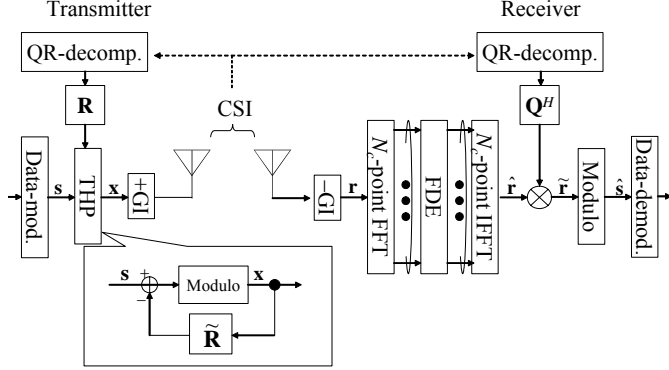 Transmitter
Receiver
QR-decomp.
QR-decomp.
CSI
R
Q^H
Data-mod.
s
THP
x
+GI
−GI
r
N_c-point FFT
FDE
N_c-point IFFT
r̂
r̃
Modulo
ŝ
Data-demod.
s
+
−
Modulo
x
R̃